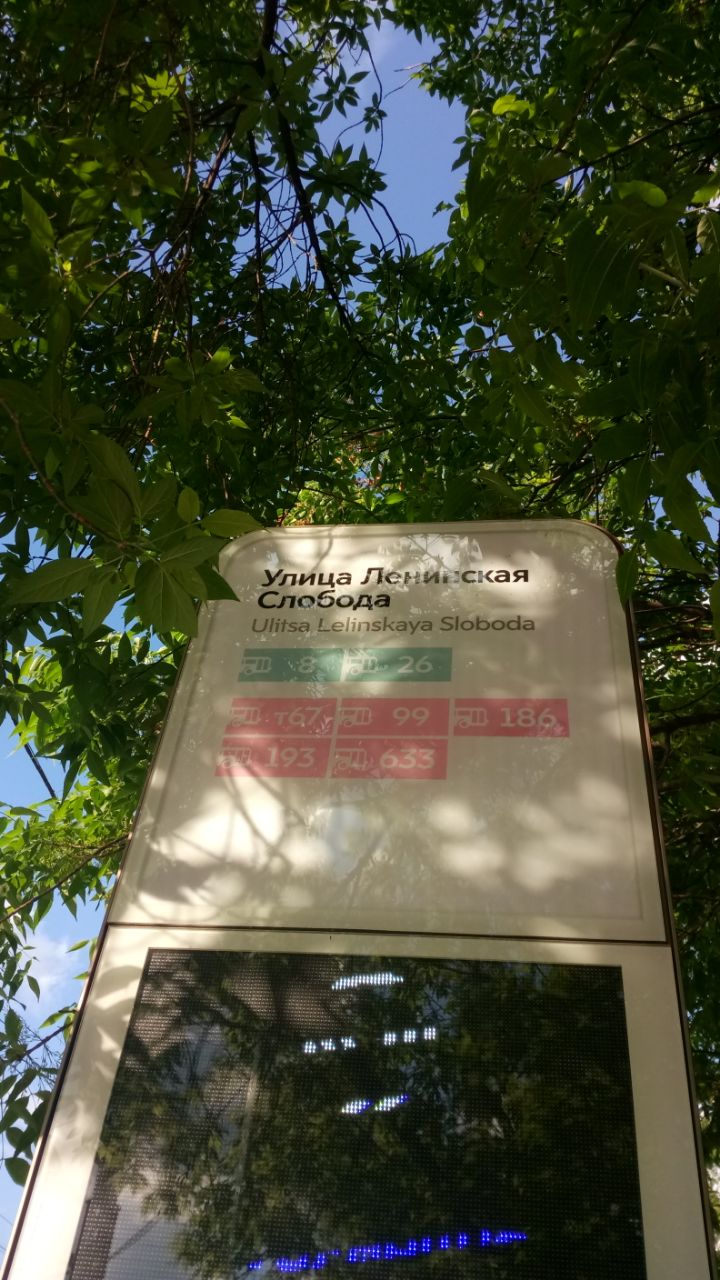 Улица Ленинская
Слобода
Ulitsa Lelinskaya Sloboda
8 26
т67 99 186
193 633